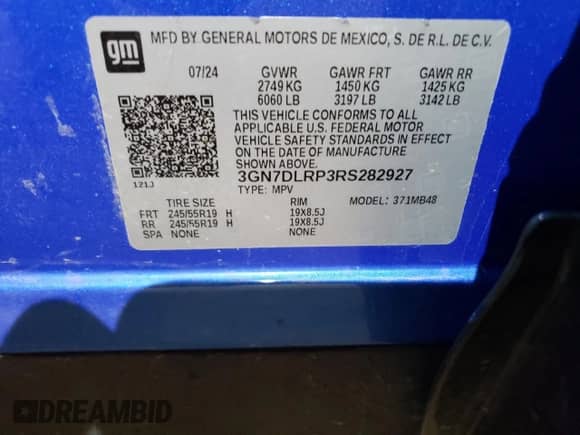 gm MFD BY GENERAL MOTORS DE MEXICO, S. DE R.L. DE C.V.
07/24 GVWR GAWR FRT GAWR RR
2749 KG 1450 KG 1425 KG
6060 LB 3197 LB 3142 LB
THIS VEHICLE CONFORMS TO ALL
APPLICABLE U.S. FEDERAL MOTOR
VEHICLE SAFETY STANDARDS IN EFFECT
ON THE DATE OF MANUFACTURE
SHOWN ABOVE.
3GN7DLRP3RS282927
121J TYPE: MPV MODEL: 371MB48
TIRE SIZE RIM
FRT 245/55R19 H 19X8.5J
RR 245/55R19 H 19X8.5J
SPA NONE NONE
DREAMBID